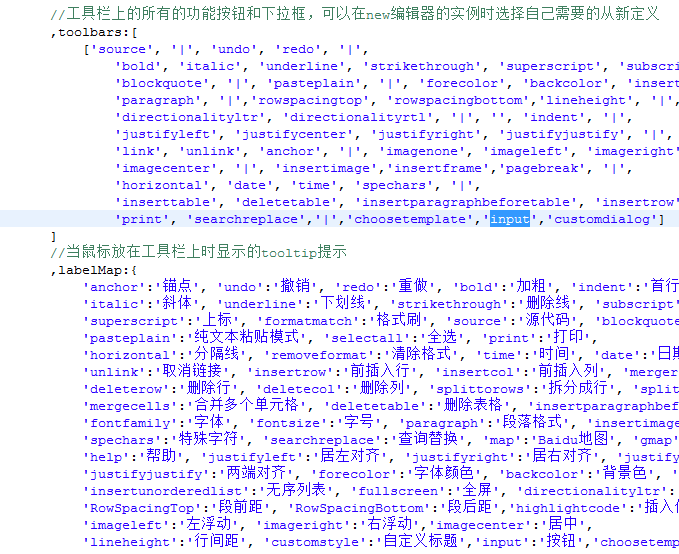 //工具栏上的所有的功能按钮和下拉框，可以在new编辑器的实例时选择自己需要的从新定义
,toolbars:[
['source', '|', 'undo', 'redo', '|',
'bold', 'italic', 'underline', 'strikethrough', 'superscript', 'subscri
'blockquote', '|', 'pasteplain', '|', 'forecolor', 'backcolor', 'insert
'paragraph', '|','rowspacingtop', 'rowspacingbottom','lineheight', '|',
'directionalityltr', 'directionalityrtl', '|', '', 'indent', '|',
'justifyleft', 'justifycenter', 'justifyright', 'justifyjustify', '|',
'link', 'unlink', 'anchor', '|', 'imagenone', 'imageleft', 'imageright'
'imagecenter', '|', 'insertimage','insertframe','pagebreak', '|',
'horizontal', 'date', 'time', 'spechars', '|',
'inserttable', 'deletetable', 'insertparagraphbeforetable', 'insertrow'
'print', 'searchreplace','|','choosetemplate','input','customdialog']
]
//当鼠标放在工具栏上时显示的tooltip提示
,labelMap:{
'anchor':'锚点', 'undo':'撤销', 'redo':'重做', 'bold':'加粗', 'indent':'首行
'italic':'斜体', 'underline':'下划线', 'strikethrough':'删除线', 'subscript'
'superscript':'上标', 'formatmatch':'格式刷', 'source':'源代码', 'blockquote
'pasteplain':'纯文本粘贴模式', 'selectall':'全选', 'print':'打印',
'horizontal':'分隔线', 'removeformat':'清除格式', 'time':'时间', 'date':'日期
'unlink':'取消链接', 'insertrow':'前插入行', 'insertcol':'前插入列', 'merger
'deleterow':'删除行', 'deletecol':'删除列', 'splittorows':'拆分成行', 'split
'mergecells':'合并多个单元格', 'deletetable':'删除表格', 'insertparagraphbef
'fontfamily':'字体', 'fontsize':'字号', 'paragraph':'段落格式', 'insertimage
'spechars':'特殊字符', 'searchreplace':'查询替换', 'map':'Baidu地图', 'gmap'
'help':'帮助', 'justifyleft':'居左对齐', 'justifyright':'居右对齐', 'justify
'justifyjustify':'两端对齐', 'forecolor':'字体颜色', 'backcolor':'背景色', '
'insertunorderedlist':'无序列表', 'fullscreen':'全屏', 'directionalityltr':
'RowSpacingTop':'段前距', 'RowSpacingBottom':'段后距','highlightcode':'插入代
'imageleft':'左浮动', 'imageright':'右浮动','imagecenter':'居中',
'lineheight':'行间距', 'customstyle':'自定义标题','input':'按钮','choosetemp